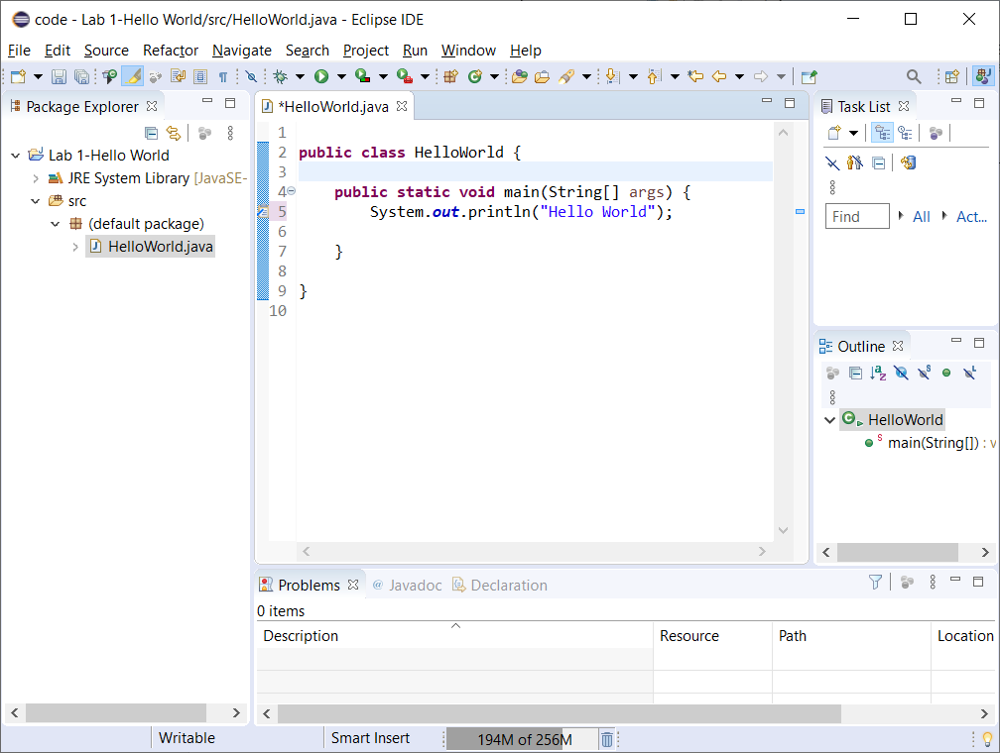 code - Lab 1-Hello World/src/HelloWorld.java - Eclipse IDE
File Edit Source Refactor Navigate Search Project Run Window Help
Package Explorer
Lab 1-Hello World
JRE System Library [JavaSE-
src
(default package)
HelloWorld.java
*HelloWorld.java
1
2 public class HelloWorld {
3
4 public static void main(String[] args) {
5 System.out.println("Hello World");
6
7 }
8
9 }
10
Task List
Find All Act...
Outline
HelloWorld
main(String[]) : v
Problems @ Javadoc Declaration
0 items
Description Resource Path Location
Writable Smart Insert 194M of 256M